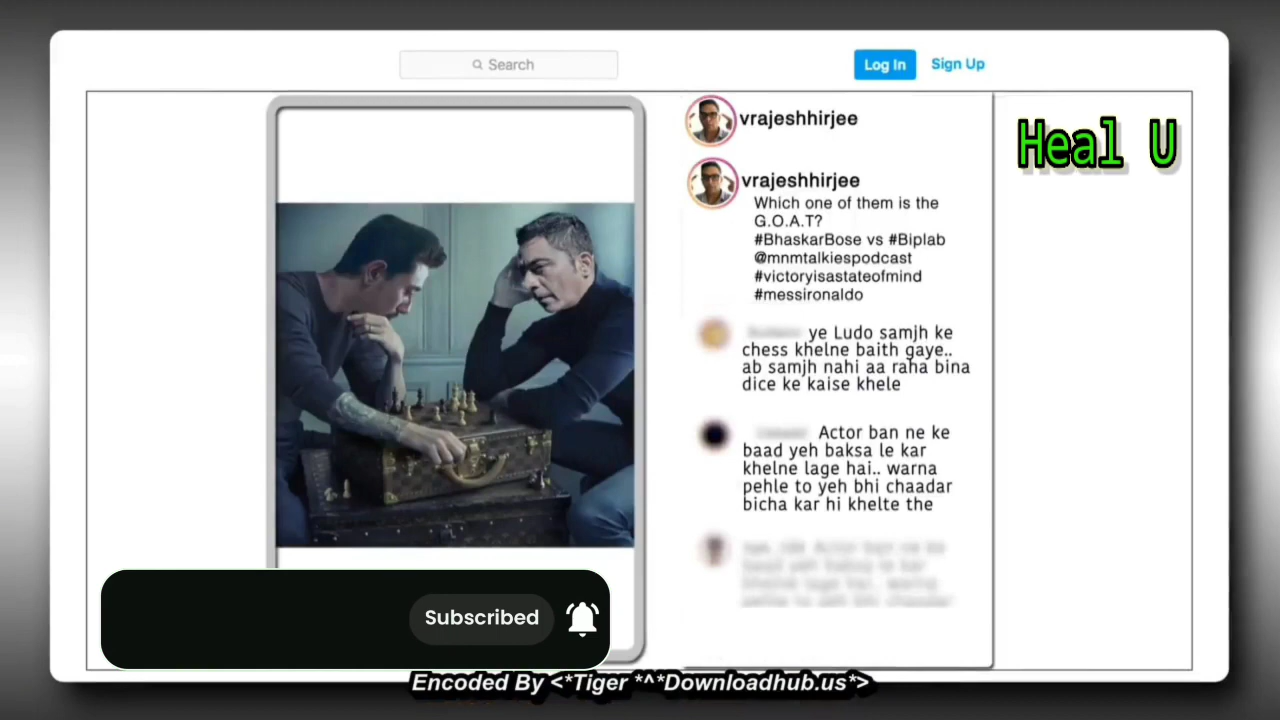 Search
Log In
Sign Up
Heal U
vrajeshhirjee
vrajeshhirjee
Which one of them is the
G.O.A.T?
#BhaskarBose vs #Biplab
@mnmtalkiespodcast
#victoryisastateofmind
#messironaldo
ye Ludo samjh ke
chess khelne baith gaye..
ab samjh nahi aa raha bina
dice ke kaise khele
Actor ban ne ke
baad yeh baksa le kar
khelne lage hai.. warna
pehle to yeh bhi chaadar
bicha kar hi khelte the
Subscribed
Encoded By <*Tiger *^*Downloadhub.us*>